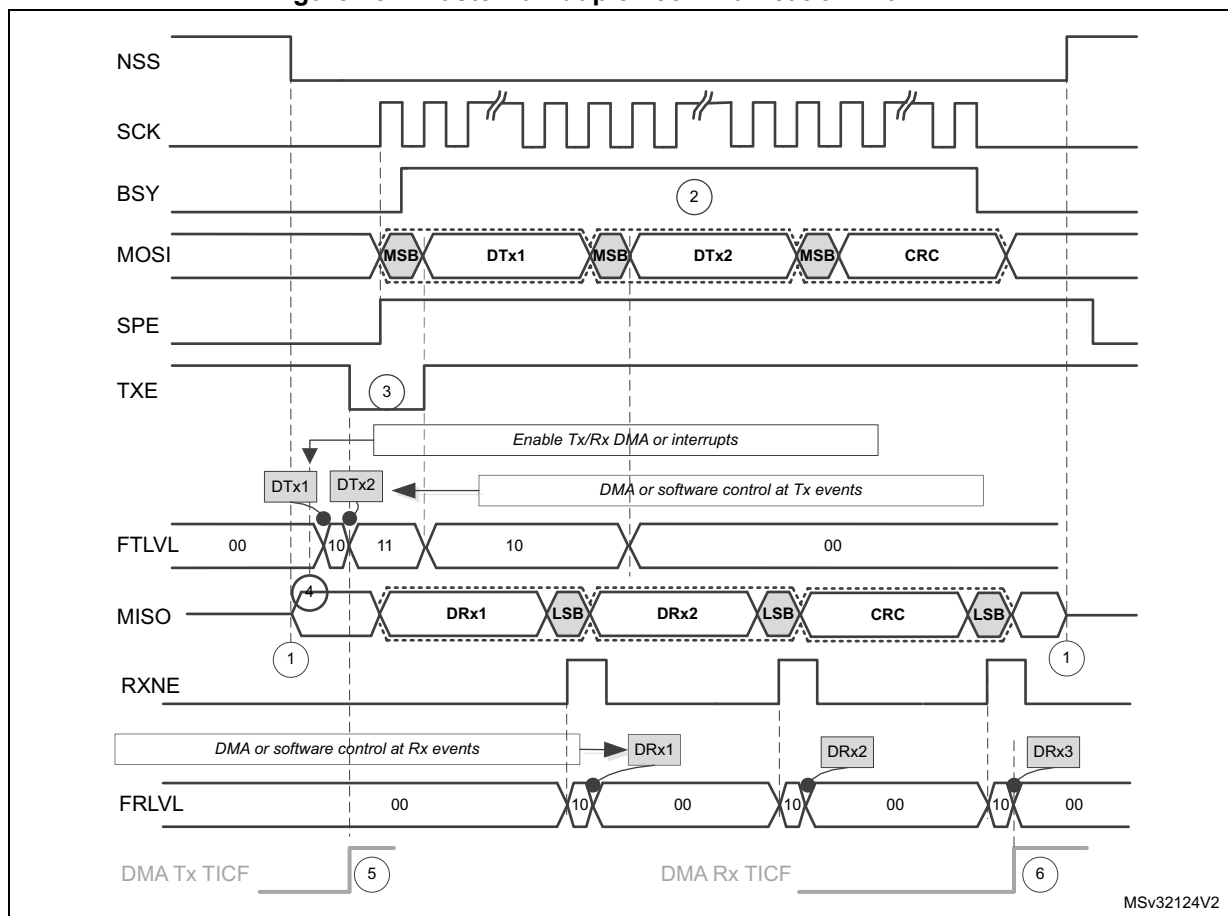 NSS
SCK
BSY
2
MOSI
MSB DTx1 MSB DTx2 MSB CRC
SPE
TXE
3
Enable Tx/Rx DMA or interrupts
DTx1 DTx2 DMA or software control at Tx events
FTLVL 00 10 11 10 00
4
MISO DRx1 LSB DRx2 LSB CRC LSB
1 1
RXNE
DMA or software control at Rx events DRx1 DRx2 DRx3
FRLVL 00 10 00 10 00 10 00
DMA Tx TICF 5 DMA Rx TICF 6
MSv32124V2